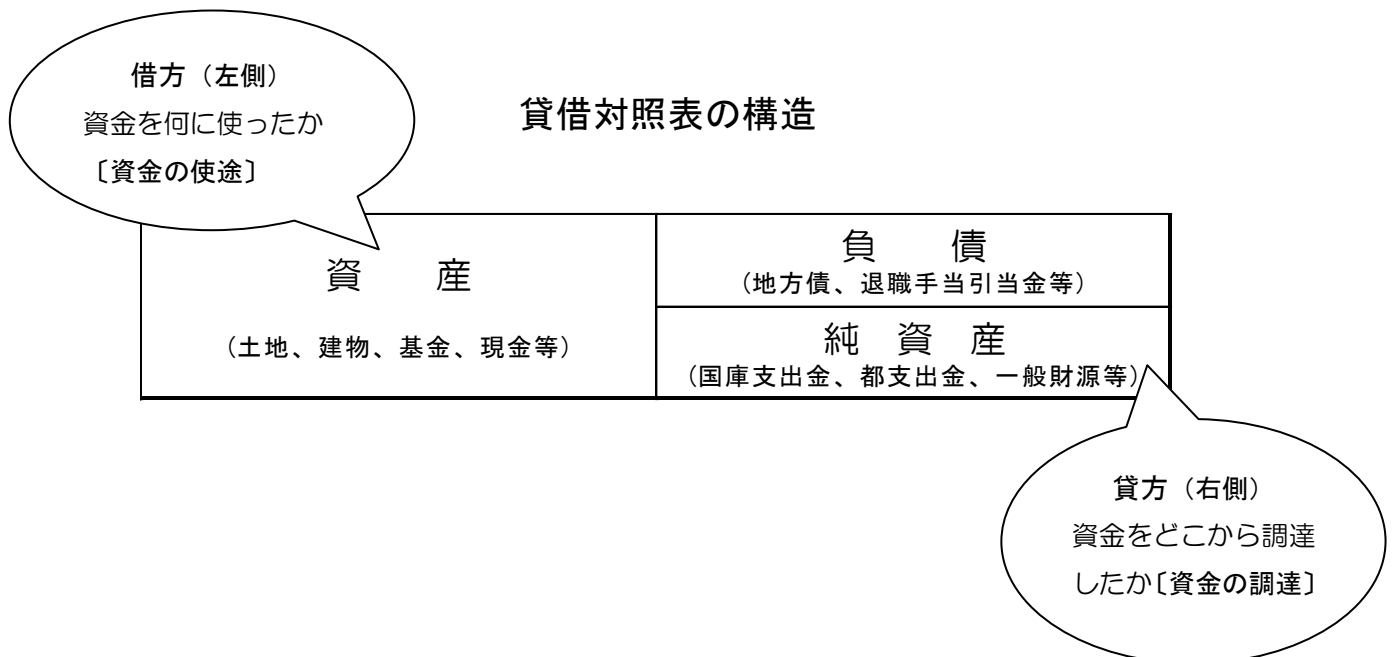 借方（左側）
資金を何に使ったか
〔資金の使途〕
貸借対照表の構造
資　産
（土地、建物、基金、現金等）
負　債
（地方債、退職手当引当金等）
純　資　産
（国庫支出金、都支出金、一般財源等）
貸方（右側）
資金をどこから調達
したか〔資金の調達〕